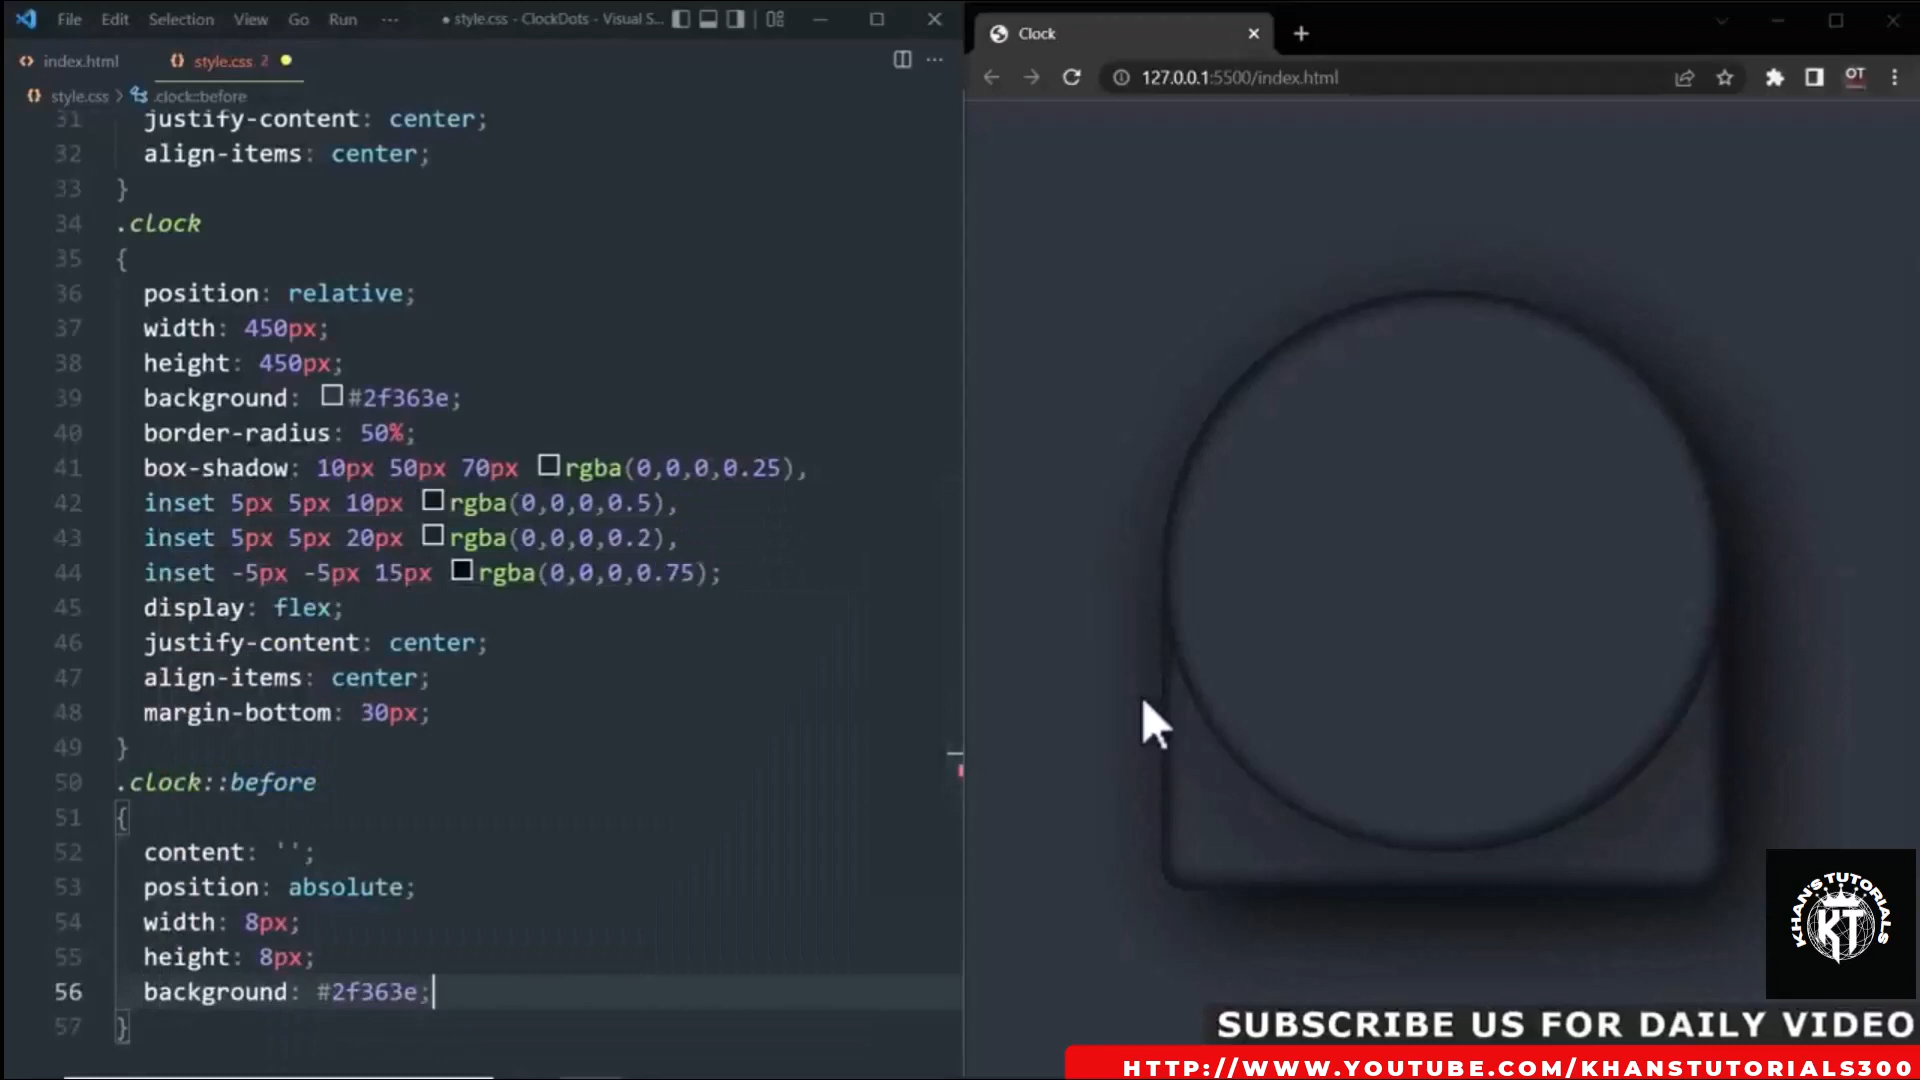 File Edit Selection View Go Run ··· ● style.css - ClockDots - Visual S...
index.html style.css 2 ●
style.css > .clock::before
31 justify-content: center;
32 align-items: center;
33 }
34 .clock
35 {
36 position: relative;
37 width: 450px;
38 height: 450px;
39 background: #2f363e;
40 border-radius: 50%;
41 box-shadow: 10px 50px 70px rgba(0,0,0,0.25),
42 inset 5px 5px 10px rgba(0,0,0,0.5),
43 inset 5px 5px 20px rgba(0,0,0,0.2),
44 inset -5px -5px 15px rgba(0,0,0,0.75);
45 display: flex;
46 justify-content: center;
47 align-items: center;
48 margin-bottom: 30px;
49 }
50 .clock::before
51 {
52 content: '';
53 position: absolute;
54 width: 8px;
55 height: 8px;
56 background: #2f363e;
57 }
Clock
127.0.0.1:5500/index.html
OT
KHAN'S TUTORIALS
KT
SUBSCRIBE US FOR DAILY VIDEO
HTTP://WWW.YOUTUBE.COM/KHANSTUTORIALS300